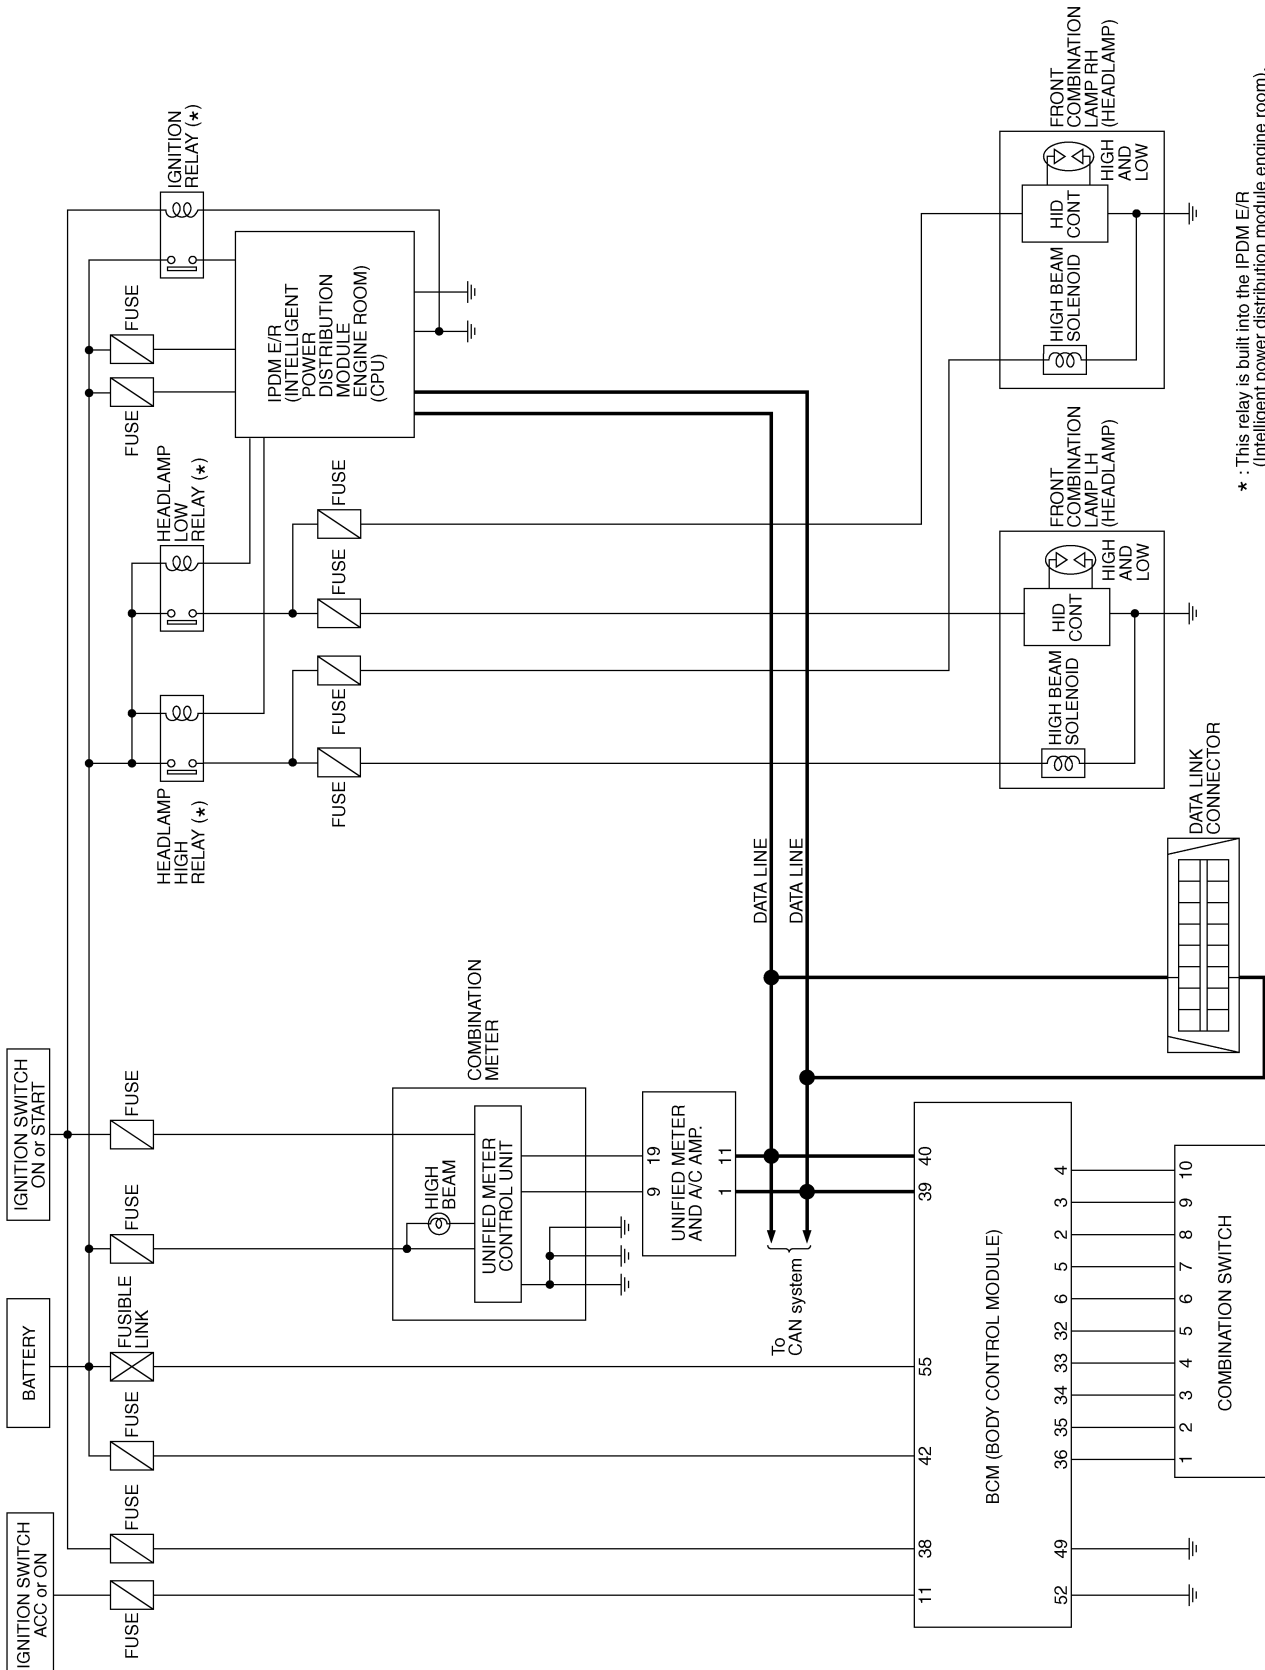 IGNITION SWITCH
ACC or ON
BATTERY
IGNITION SWITCH
ON or START
FUSE
FUSE
FUSE
FUSIBLE
LINK
FUSE
FUSE
HEADLAMP
HIGH
RELAY (*)
HEADLAMP
LOW
RELAY (*)
FUSE
FUSE
IGNITION
RELAY (*)
FUSE
FUSE
FUSE
FUSE
IPDM E/R
(INTELLIGENT
POWER
DISTRIBUTION
MODULE
ENGINE ROOM)
(CPU)
COMBINATION
METER
HIGH
BEAM
UNIFIED METER
CONTROL UNIT
9
19
UNIFIED METER
AND A/C AMP.
1
11
DATA LINE
DATA LINE
To
CAN system
11
38
42
55
39
40
BCM (BODY CONTROL MODULE)
52
49
36
35
34
33
32
6
5
2
3
4
1
2
3
4
5
6
7
8
9
10
COMBINATION SWITCH
DATA LINK
CONNECTOR
HIGH BEAM
SOLENOID
HID
CONT
HIGH
AND
LOW
FRONT
COMBINATION
LAMP LH
(HEADLAMP)
HIGH BEAM
SOLENOID
HID
CONT
HIGH
AND
LOW
FRONT
COMBINATION
LAMP RH
(HEADLAMP)
* : This relay is built into the IPDM E/R
(Intelligent power distribution module engine room).